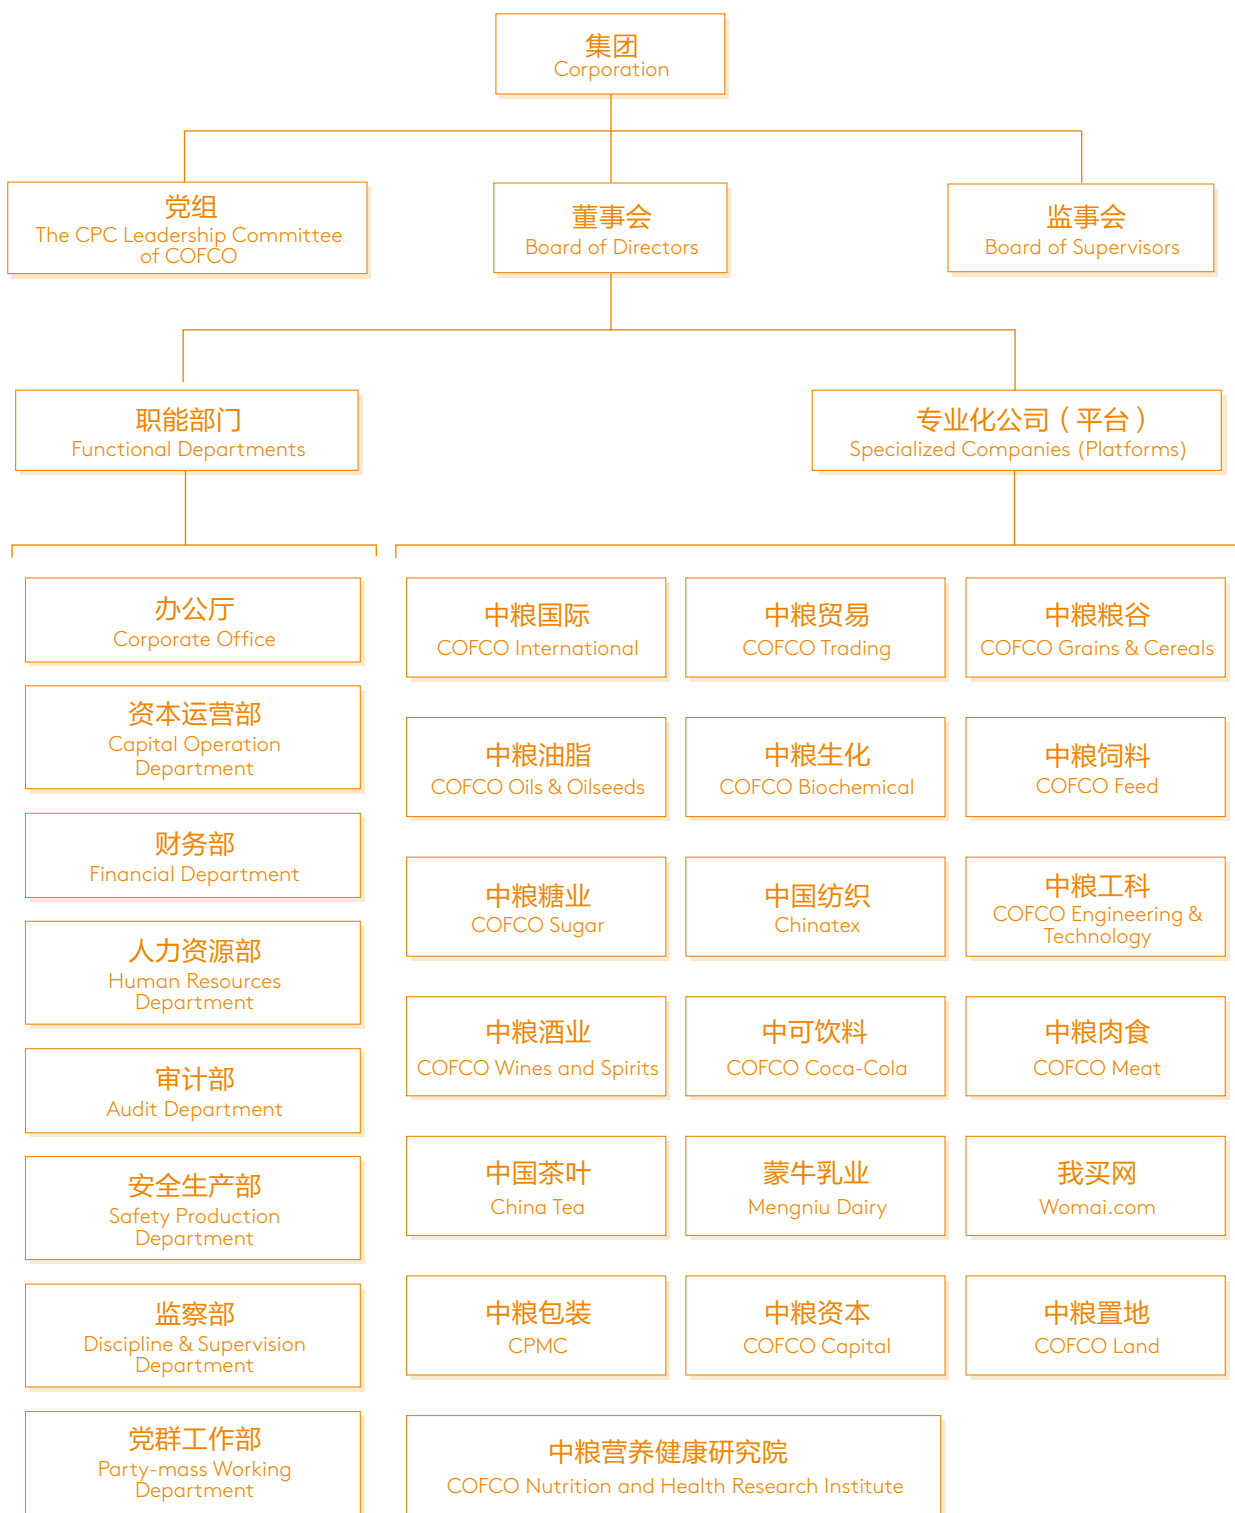 集团
Corporation
党组
The CPC Leadership Committee
of COFCO
董事会
Board of Directors
监事会
Board of Supervisors
职能部门
Functional Departments
专业化公司（平台）
Specialized Companies (Platforms)
办公厅
Corporate Office
资本运营部
Capital Operation
Department
财务部
Financial Department
人力资源部
Human Resources
Department
审计部
Audit Department
安全生产部
Safety Production
Department
监察部
Discipline & Supervision
Department
党群工作部
Party-mass Working
Department
中粮国际
COFCO International
中粮贸易
COFCO Trading
中粮粮谷
COFCO Grains & Cereals
中粮油脂
COFCO Oils & Oilseeds
中粮生化
COFCO Biochemical
中粮饲料
COFCO Feed
中粮糖业
COFCO Sugar
中国纺织
Chinatex
中粮工科
COFCO Engineering &
Technology
中粮酒业
COFCO Wines and Spirits
中可饮料
COFCO Coca-Cola
中粮肉食
COFCO Meat
中国茶叶
China Tea
蒙牛乳业
Mengniu Dairy
我买网
Womai.com
中粮包装
CPMC
中粮资本
COFCO Capital
中粮置地
COFCO Land
中粮营养健康研究院
COFCO Nutrition and Health Research Institute